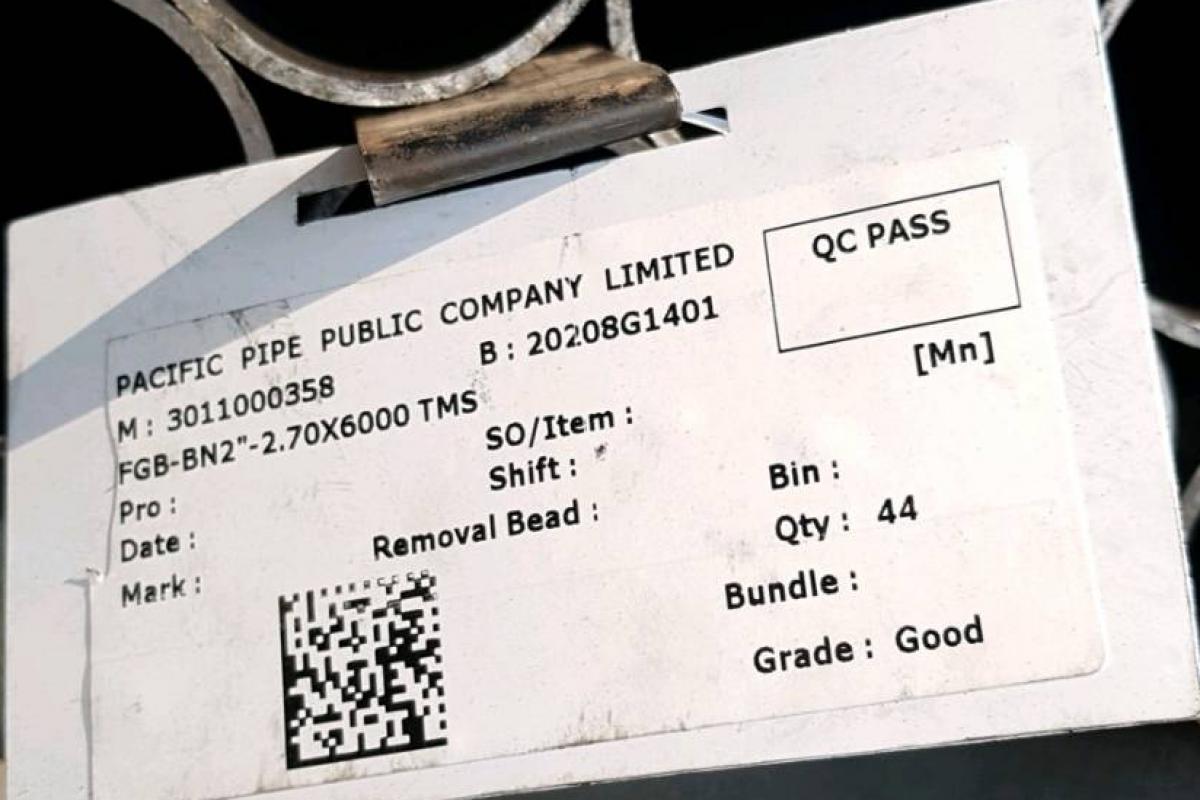 PACIFIC PIPE PUBLIC COMPANY LIMITED
QC PASS
M : 3011000358 B : 20208G1401
[Mn]
FGB-BN2"-2.70X6000 TMS
Pro : SO/Item :
Date : Shift : Bin :
Mark : Removal Bead : Qty : 44
Bundle :
Grade : Good